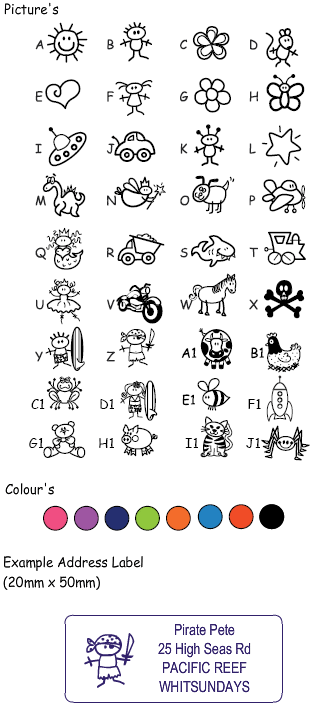 Picture's
A B C D
E F G H
I J K L
M N O P
Q R S T
U V W X
Y Z A1 B1
C1 D1 E1 F1
G1 H1 I1 J1
Colour's
Example Address Label
(20mm x 50mm)
Pirate Pete
25 High Seas Rd
PACIFIC REEF
WHITSUNDAYS